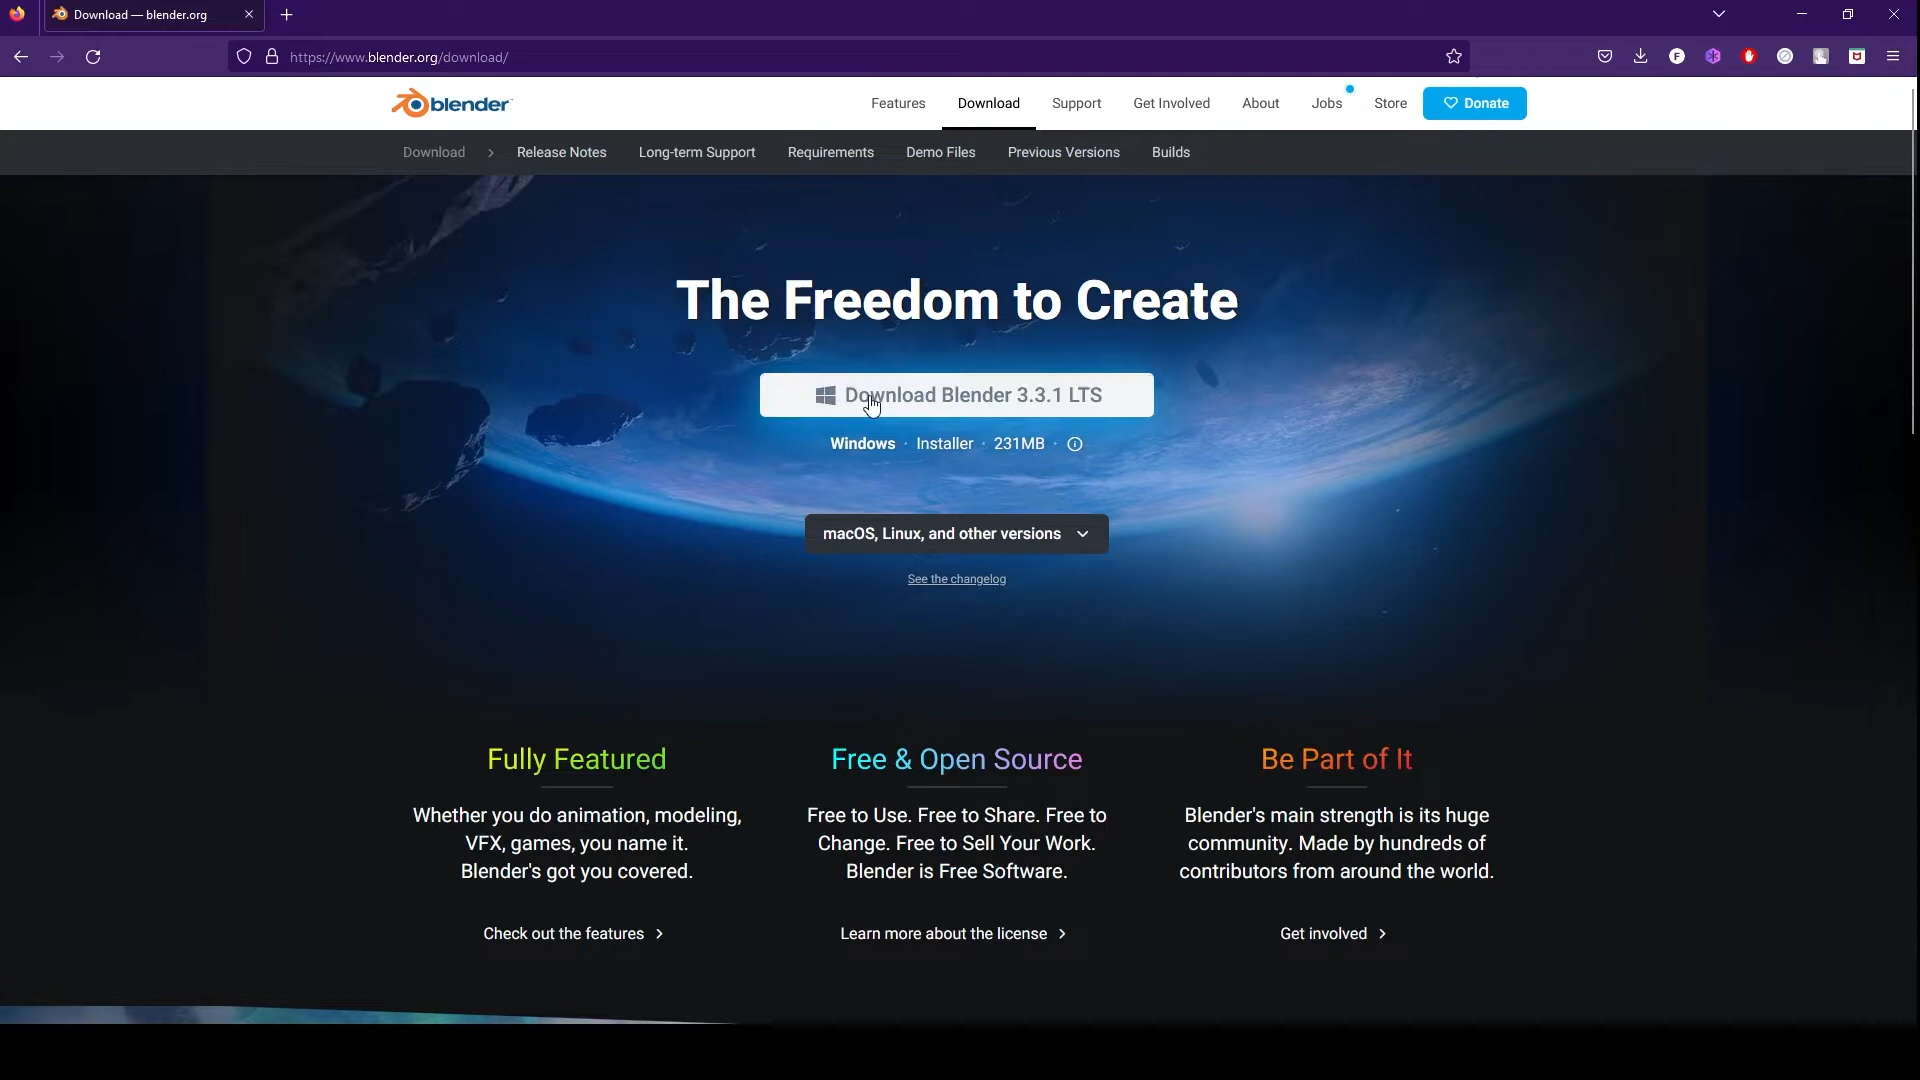 Download — blender.org
https://www.blender.org/download/
F
blender
Features Download Support Get Involved About Jobs Store Donate
Download > Release Notes Long-term Support Requirements Demo Files Previous Versions Builds
The Freedom to Create
Download Blender 3.3.1 LTS
Windows · Installer · 231MB ·
macOS, Linux, and other versions
See the changelog
Fully Featured
Whether you do animation, modeling,
VFX, games, you name it.
Blender's got you covered.
Check out the features >
Free & Open Source
Free to Use. Free to Share. Free to
Change. Free to Sell Your Work.
Blender is Free Software.
Learn more about the license >
Be Part of It
Blender's main strength is its huge
community. Made by hundreds of
contributors from around the world.
Get involved >